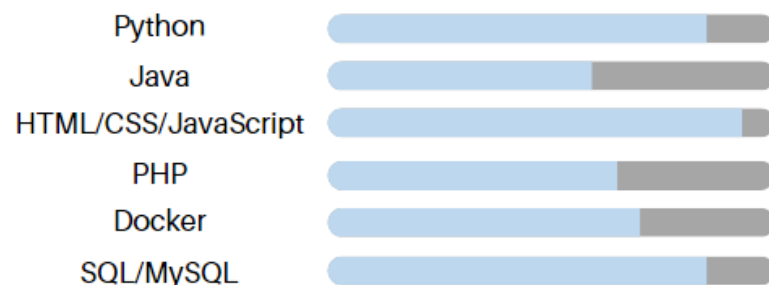 Python
Java
HTML/CSS/JavaScript
PHP
Docker
SQL/MySQL